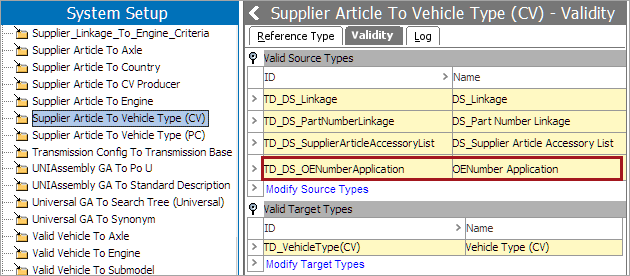 System Setup
Supplier_Linkage_To_Engine_Criteria
Supplier Article To Axle
Supplier Article To Country
Supplier Article To CV Producer
Supplier Article To Engine
Supplier Article To Vehicle Type (CV)
Supplier Article To Vehicle Type (PC)
Transmission Config To Transmission Base
UNIAssembly GA To Po U
UNIAssembly GA To Standard Description
Universal GA To Search Tree (Universal)
Universal GA To Synonym
Valid Vehicle To Axle
Valid Vehicle To Engine
Valid Vehicle To Submodel
Supplier Article To Vehicle Type (CV) - Validity
Reference Type Validity Log
Valid Source Types
ID > Name
> TD_DS_Linkage DS_Linkage
> TD_DS_PartNumberLinkage DS_Part Number Linkage
> TD_DS_SupplierArticleAccessoryList DS_Supplier Article Accessory List
> TD_DS_OENumberApplication OENumber Application
> Modify Source Types
Valid Target Types
ID > Name
> TD_VehicleType(CV) Vehicle Type (CV)
> Modify Target Types